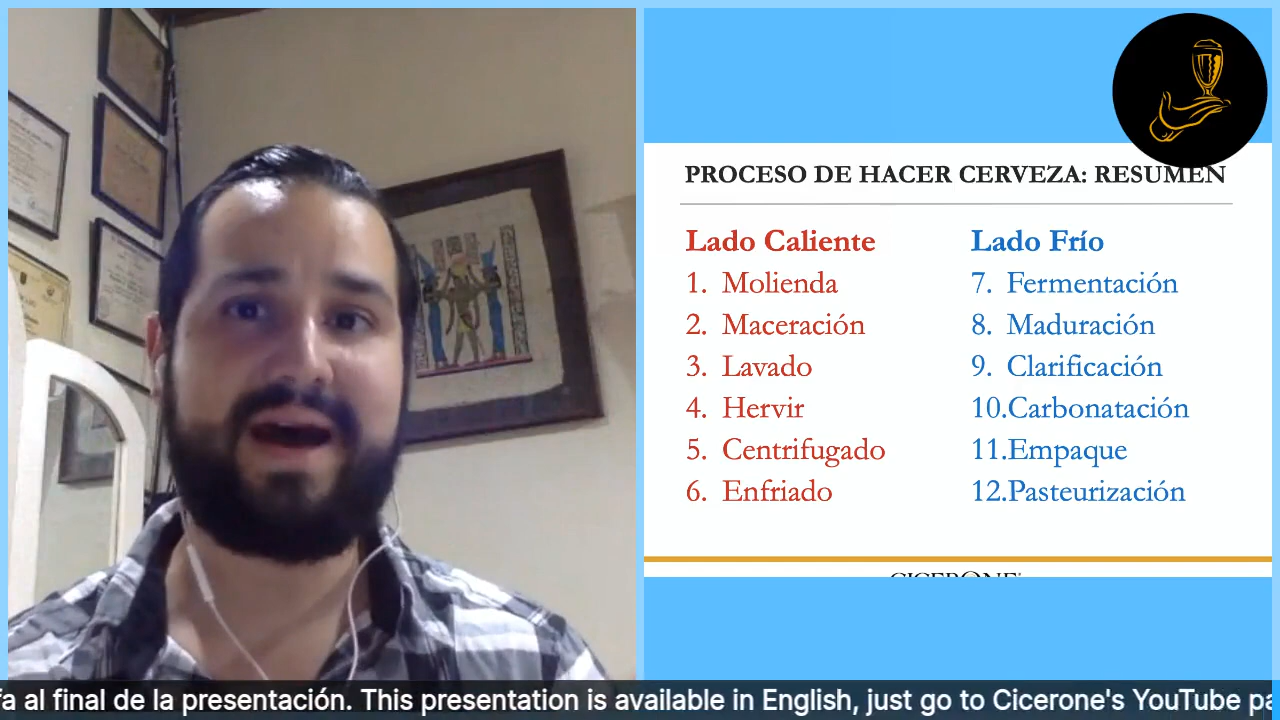 PROCESO DE HACER CERVEZA: RESUMEN
Lado Caliente
1. Molienda
2. Maceración
3. Lavado
4. Hervir
5. Centrifugado
6. Enfriado
Lado Frío
7. Fermentación
8. Maduración
9. Clarificación
10.Carbonatación
11.Empaque
12.Pasteurización
CICERONE
al final de la presentación. This presentation is available in English, just go to Cicerone's YouTube